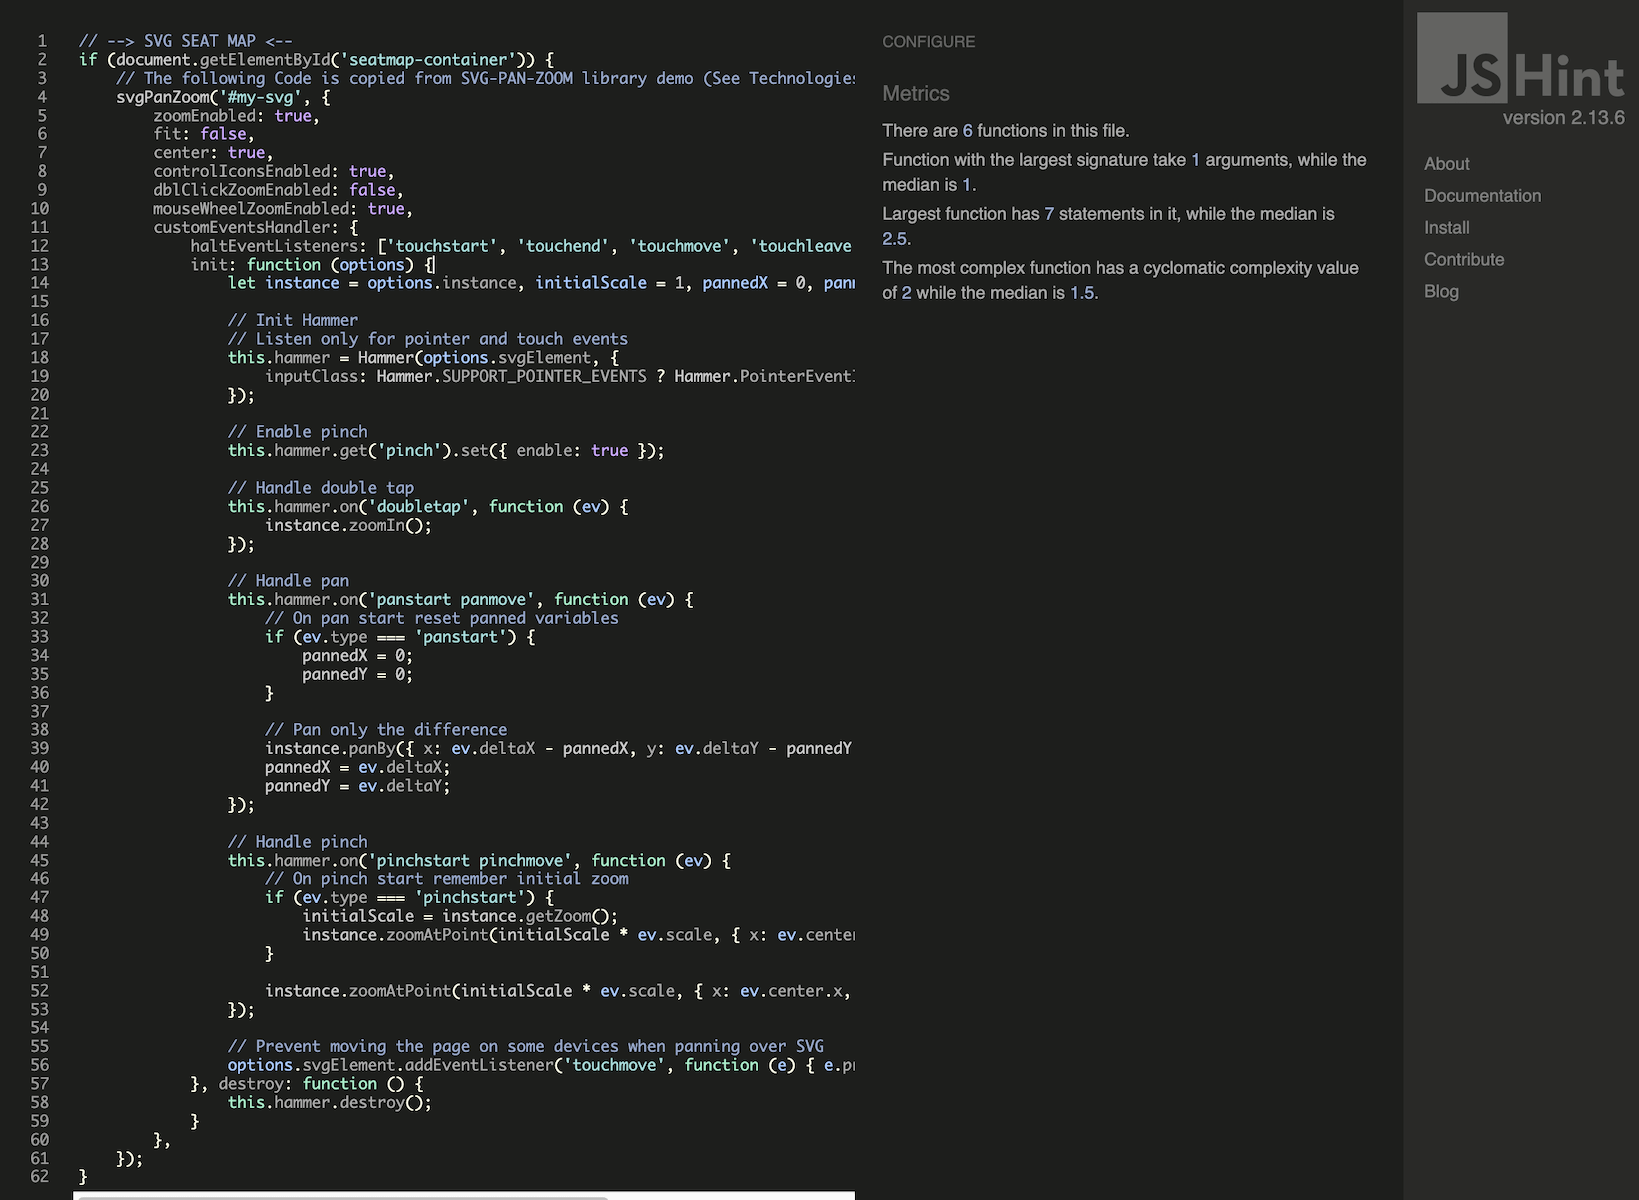 1 // --> SVG SEAT MAP <--
2 if (document.getElementById('seatmap-container')) {
3 // The following Code is copied from SVG-PAN-ZOOM library demo (See Technologies
4 svgPanZoom('#my-svg', {
5 zoomEnabled: true,
6 fit: false,
7 center: true,
8 controlIconsEnabled: true,
9 dblClickZoomEnabled: false,
10 mouseWheelZoomEnabled: true,
11 customEventsHandler: {
12 haltEventListeners: ['touchstart', 'touchend', 'touchmove', 'touchleave
13 init: function (options) {
14 let instance = options.instance, initialScale = 1, pannedX = 0, pann
15
16 // Init Hammer
17 // Listen only for pointer and touch events
18 this.hammer = Hammer(options.svgElement, {
19 inputClass: Hammer.SUPPORT_POINTER_EVENTS ? Hammer.PointerEventI
20 });
21
22 // Enable pinch
23 this.hammer.get('pinch').set({ enable: true });
24
25 // Handle double tap
26 this.hammer.on('doubletap', function (ev) {
27 instance.zoomIn();
28 });
29
30 // Handle pan
31 this.hammer.on('panstart panmove', function (ev) {
32 // On pan start reset panned variables
33 if (ev.type === 'panstart') {
34 pannedX = 0;
35 pannedY = 0;
36 }
37
38 // Pan only the difference
39 instance.panBy({ x: ev.deltaX - pannedX, y: ev.deltaY - pannedY
40 pannedX = ev.deltaX;
41 pannedY = ev.deltaY;
42 });
43
44 // Handle pinch
45 this.hammer.on('pinchstart pinchmove', function (ev) {
46 // On pinch start remember initial zoom
47 if (ev.type === 'pinchstart') {
48 initialScale = instance.getZoom();
49 instance.zoomAtPoint(initialScale * ev.scale, { x: ev.center
50 }
51
52 instance.zoomAtPoint(initialScale * ev.scale, { x: ev.center.x,
53 });
54
55 // Prevent moving the page on some devices when panning over SVG
56 options.svgElement.addEventListener('touchmove', function (e) { e.pr
57 }, destroy: function () {
58 this.hammer.destroy();
59 }
60 },
61 });
62 }
CONFIGURE
Metrics
There are 6 functions in this file.
Function with the largest signature take 1 arguments, while the
median is 1.
Largest function has 7 statements in it, while the median is
2.5.
The most complex function has a cyclomatic complexity value
of 2 while the median is 1.5.
JSHint
version 2.13.6
About
Documentation
Install
Contribute
Blog